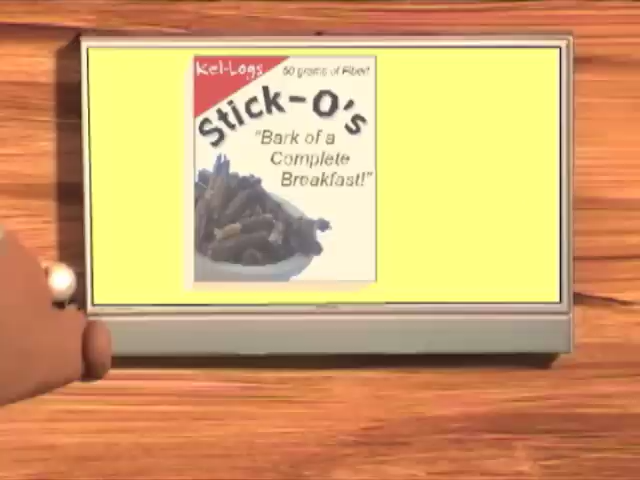 Kel-Logs
50 grams of Fiber!
Stick-O's
"Bark of a
Complete
Breakfast!"